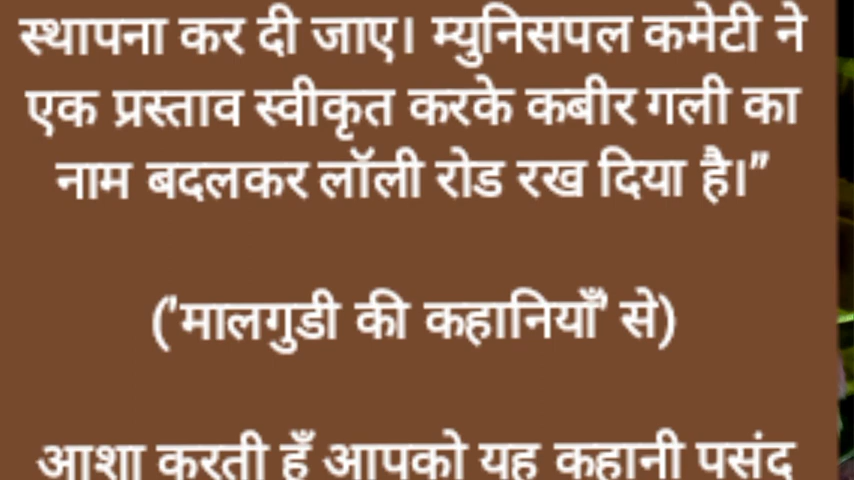 स्थापना कर दी जाए। म्युनिसपल कमेटी ने
एक प्रस्ताव स्वीकृत करके कबीर गली का
नाम बदलकर लॉली रोड रख दिया है।”
('मालगुडी की कहानियाँ' से)
आशा करती हूँ आपको यह कहानी पसंद